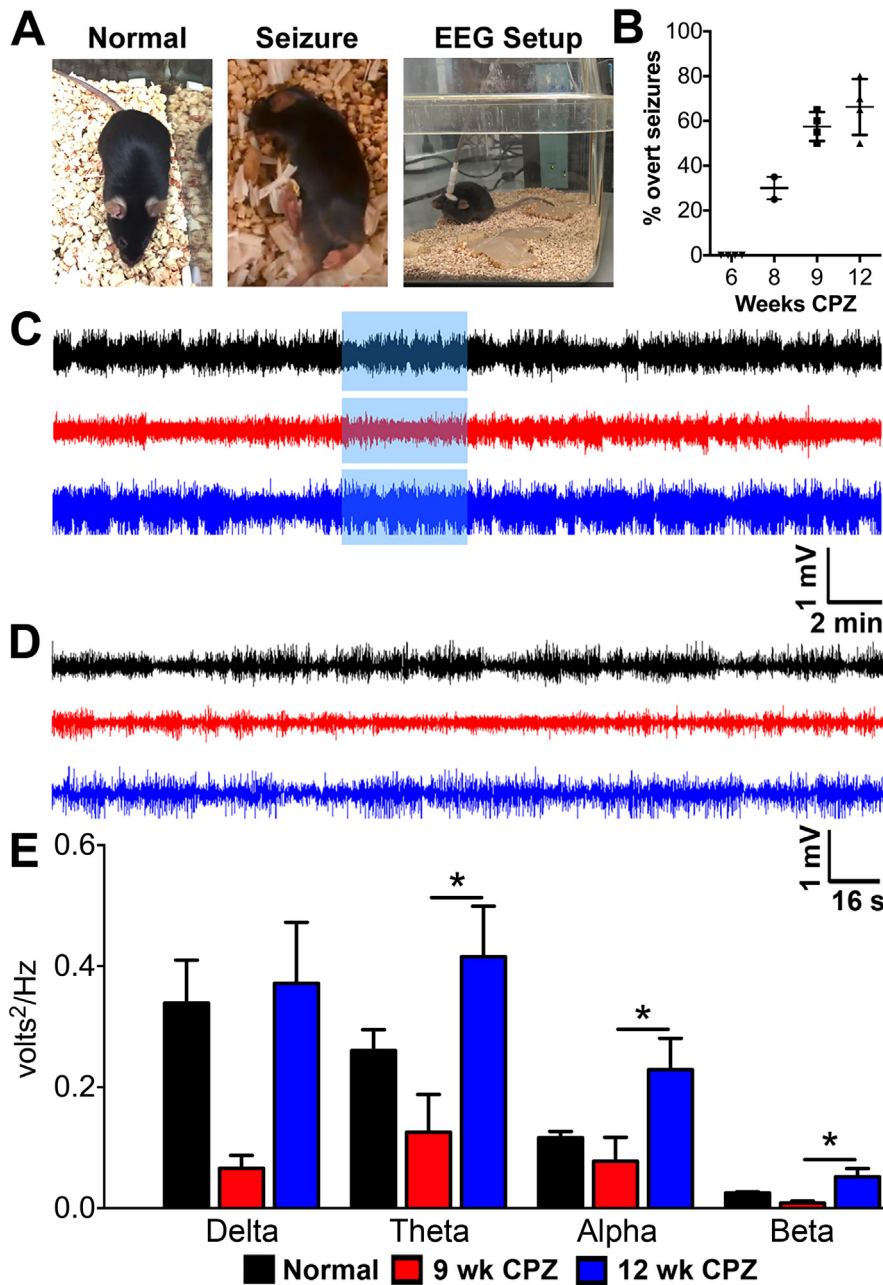 A
Normal
Seizure
EEG Setup
B
% overt seizures
100
80
60
40
20
0
6 8 9 12
Weeks CPZ
C
1 mV
2 min
D
1 mV
16 s
E
volts²/Hz
0.6
0.4
0.2
0.0
*
*
*
Delta Theta Alpha Beta
Normal 9 wk CPZ 12 wk CPZ